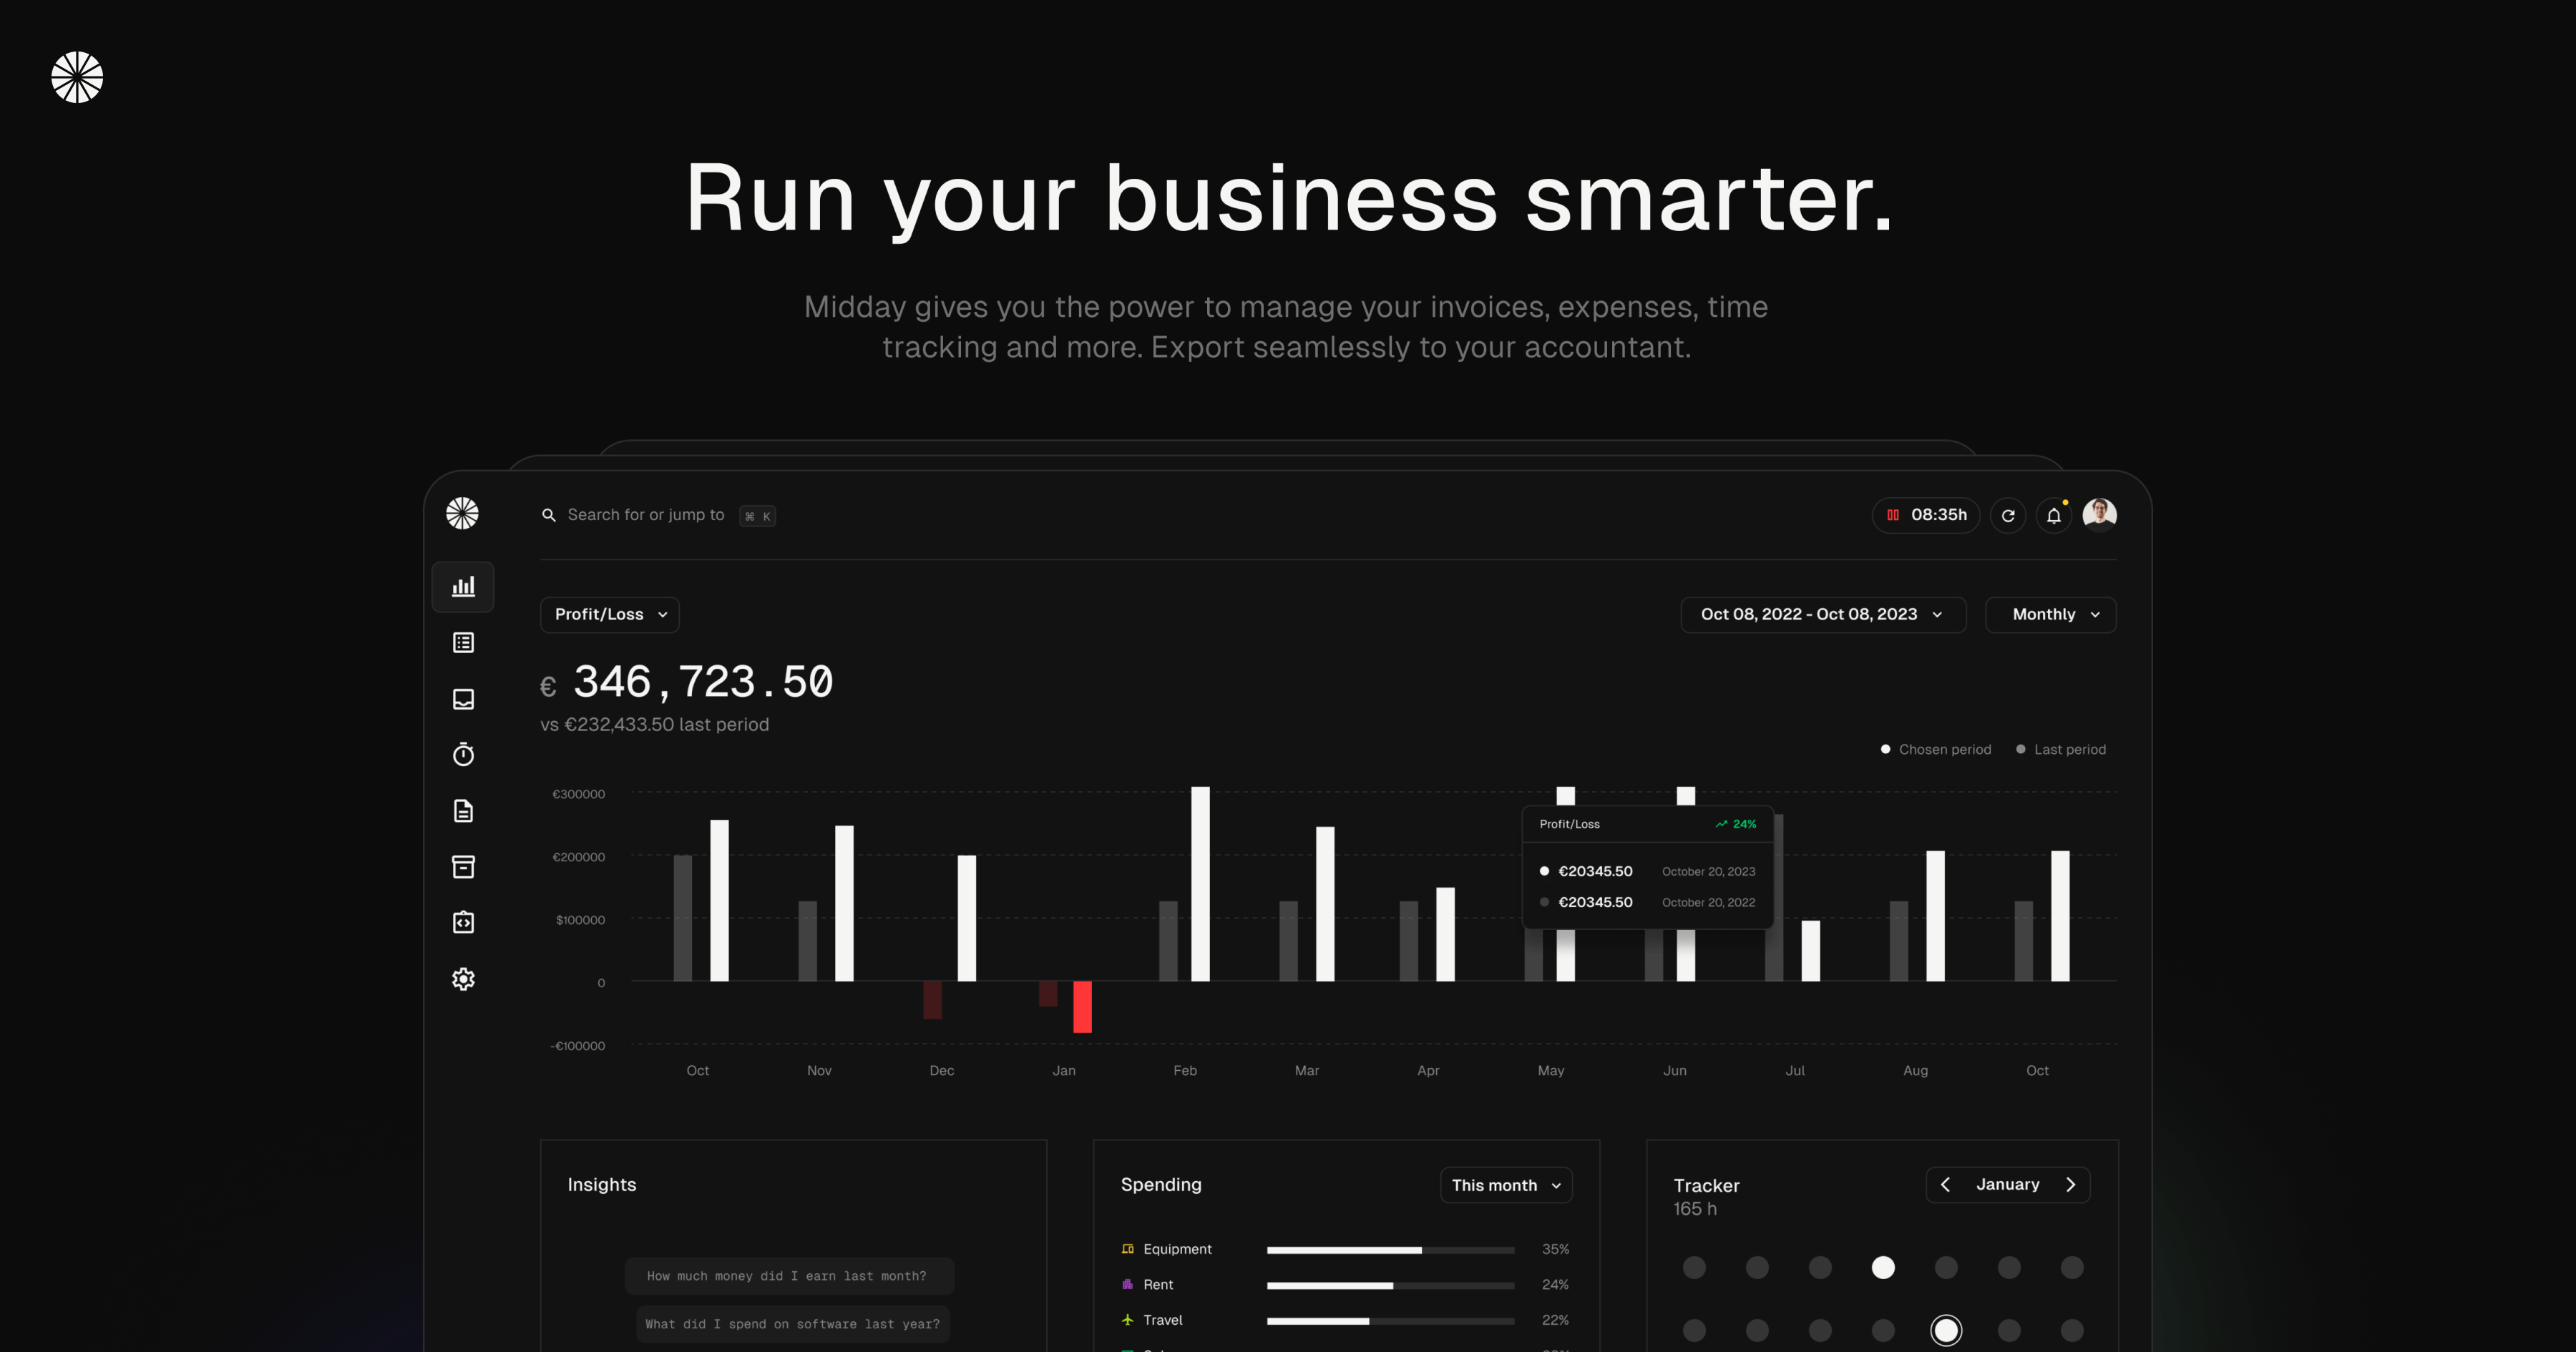 Run your business smarter.
Midday gives you the power to manage your invoices, expenses, time
tracking and more. Export seamlessly to your accountant.
Search for or jump to ⌘ K
08:35h
Profit/Loss
Oct 08, 2022 - Oct 08, 2023
Monthly
€ 346,723.50
vs €232,433.50 last period
Chosen period
Last period
€300000
€200000
$100000
0
-€100000
Profit/Loss 24%
€20345.50 October 20, 2023
€20345.50 October 20, 2022
Oct Nov Dec Jan Feb Mar Apr May Jun Jul Aug Oct
Insights
How much money did I earn last month?
What did I spend on software last year?
Spending
This month
Equipment 35%
Rent 24%
Travel 22%
Tracker
165 h
January